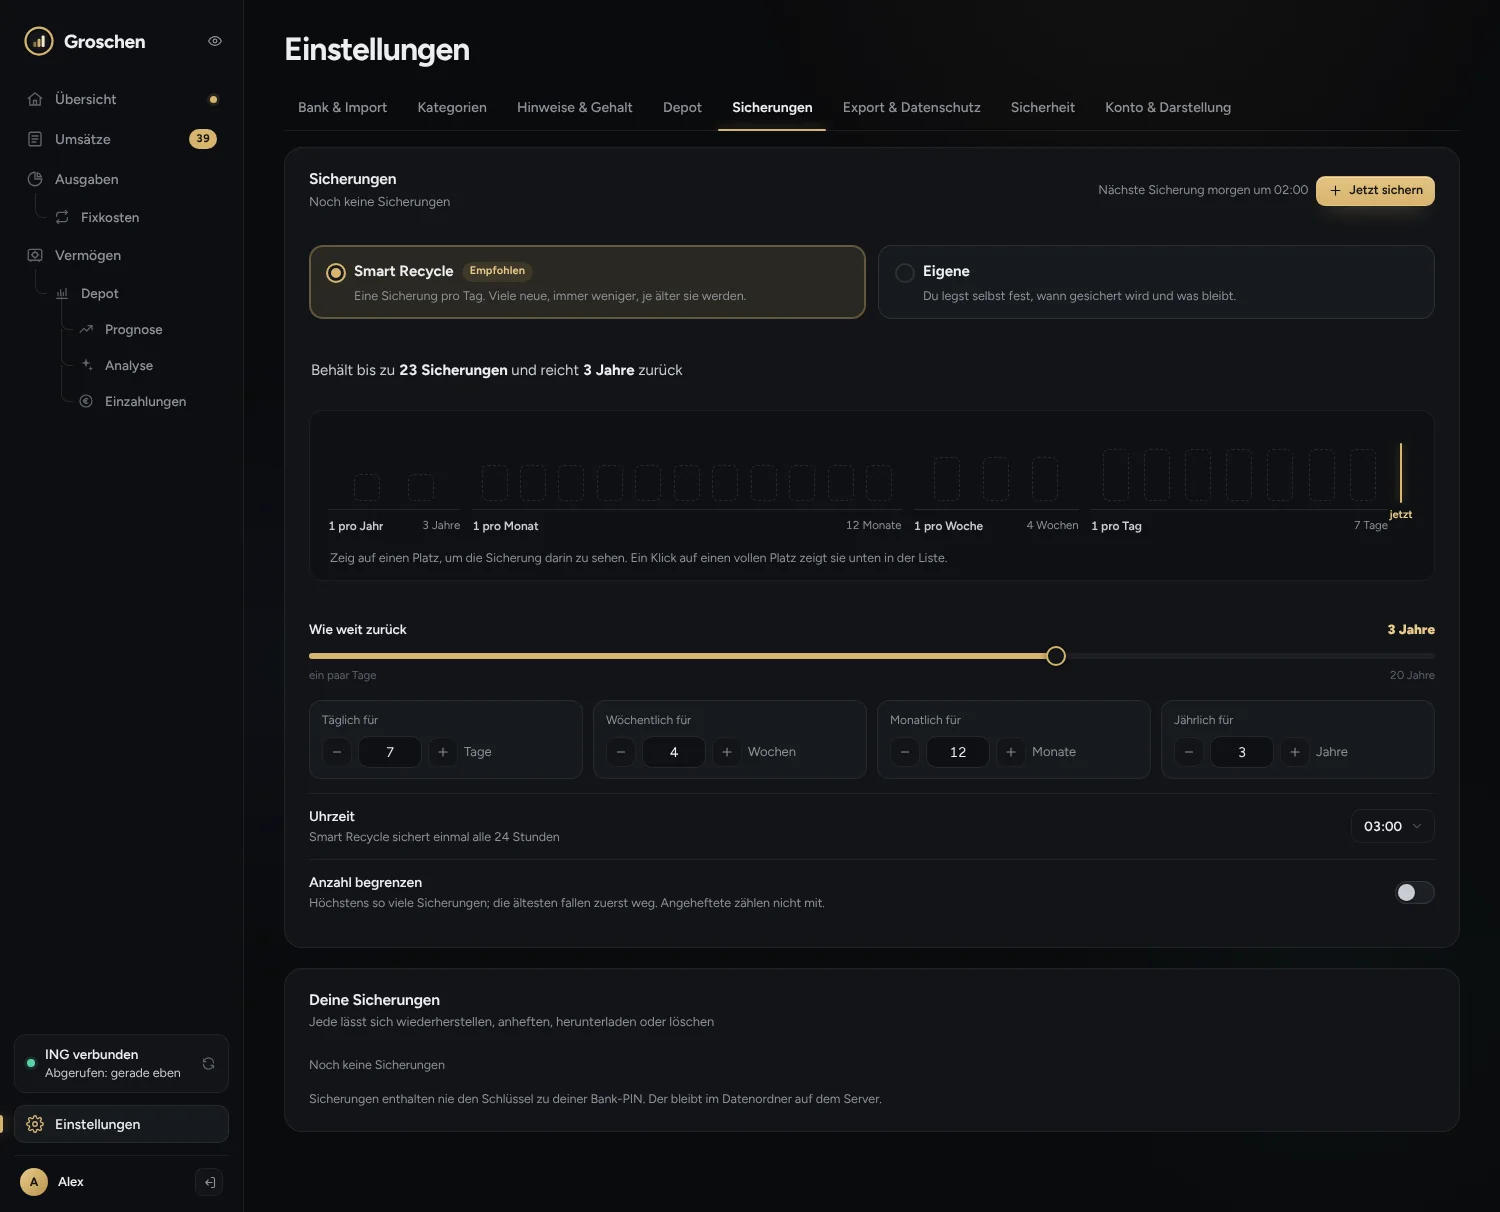 Groschen
Übersicht
Umsätze 39
Ausgaben
Fixkosten
Vermögen
Depot
Prognose
Analyse
Einzahlungen
ING verbunden
Abgerufen: gerade eben
Einstellungen
A Alex
Einstellungen
Bank & Import Kategorien Hinweise & Gehalt Depot Sicherungen Export & Datenschutz Sicherheit Konto & Darstellung
Sicherungen
Noch keine Sicherungen
Nächste Sicherung morgen um 02:00 + Jetzt sichern
Smart Recycle Empfohlen
Eine Sicherung pro Tag. Viele neue, immer weniger, je älter sie werden.
Eigene
Du legst selbst fest, wann gesichert wird und was bleibt.
Behält bis zu 23 Sicherungen und reicht 3 Jahre zurück
1 pro Jahr 3 Jahre 1 pro Monat 12 Monate 1 pro Woche 4 Wochen 1 pro Tag 7 Tage jetzt
Zeig auf einen Platz, um die Sicherung darin zu sehen. Ein Klick auf einen vollen Platz zeigt sie unten in der Liste.
Wie weit zurück 3 Jahre
ein paar Tage 20 Jahre
Täglich für
− 7 + Tage
Wöchentlich für
− 4 + Wochen
Monatlich für
− 12 + Monate
Jährlich für
− 3 + Jahre
Uhrzeit
Smart Recycle sichert einmal alle 24 Stunden
03:00
Anzahl begrenzen
Höchstens so viele Sicherungen; die ältesten fallen zuerst weg. Angeheftete zählen nicht mit.
Deine Sicherungen
Jede lässt sich wiederherstellen, anheften, herunterladen oder löschen
Noch keine Sicherungen
Sicherungen enthalten nie den Schlüssel zu deiner Bank-PIN. Der bleibt im Datenordner auf dem Server.